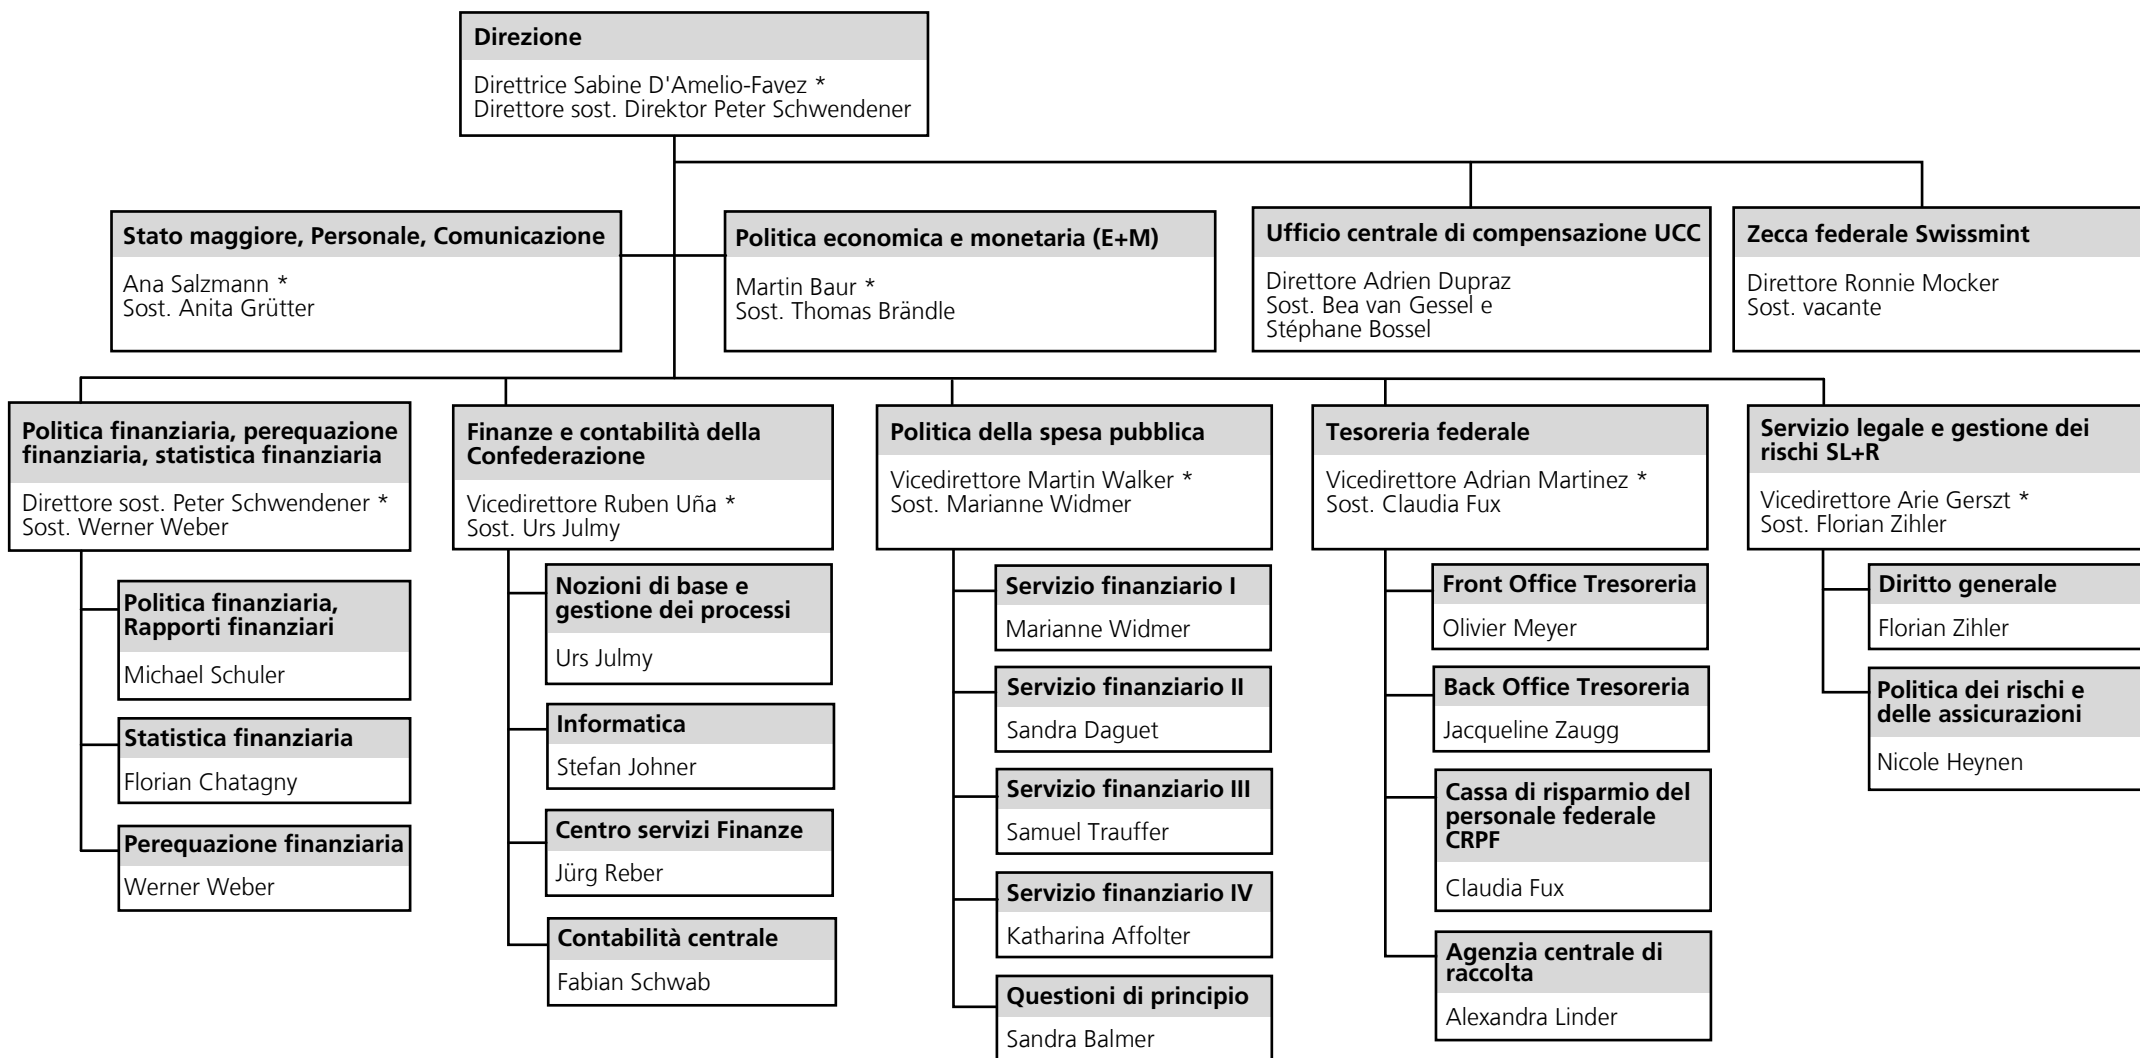 Direzione
Direttrice Sabine D'Amelio-Favez *
Direttore sost. Direktor Peter Schwendener
Stato maggiore, Personale, Comunicazione
Ana Salzmann *
Sost. Anita Grütter
Politica economica e monetaria (E+M)
Martin Baur *
Sost. Thomas Brändle
Ufficio centrale di compensazione UCC
Direttore Adrien Dupraz
Sost. Bea van Gessel e
Stéphane Bossel
Zecca federale Swissmint
Direttore Ronnie Mocker
Sost. vacante
Politica finanziaria, perequazione
finanziaria, statistica finanziaria
Direttore sost. Peter Schwendener *
Sost. Werner Weber
Politica finanziaria,
Rapporti finanziari
Michael Schuler
Statistica finanziaria
Florian Chatagny
Perequazione finanziaria
Werner Weber
Finanze e contabilità della
Confederazione
Vicedirettore Ruben Uña *
Sost. Urs Julmy
Nozioni di base e
gestione dei processi
Urs Julmy
Informatica
Stefan Johner
Centro servizi Finanze
Jürg Reber
Contabilità centrale
Fabian Schwab
Politica della spesa pubblica
Vicedirettore Martin Walker *
Sost. Marianne Widmer
Servizio finanziario I
Marianne Widmer
Servizio finanziario II
Sandra Daguet
Servizio finanziario III
Samuel Trauffer
Servizio finanziario IV
Katharina Affolter
Questioni di principio
Sandra Balmer
Tesoreria federale
Vicedirettore Adrian Martinez *
Sost. Claudia Fux
Front Office Tresoreria
Olivier Meyer
Back Office Tresoreria
Jacqueline Zaugg
Cassa di risparmio del
personale federale
CRPF
Claudia Fux
Agenzia centrale di
raccolta
Alexandra Linder
Servizio legale e gestione dei
rischi SL+R
Vicedirettore Arie Gerszt *
Sost. Florian Zihler
Diritto generale
Florian Zihler
Politica dei rischi e
delle assicurazioni
Nicole Heynen